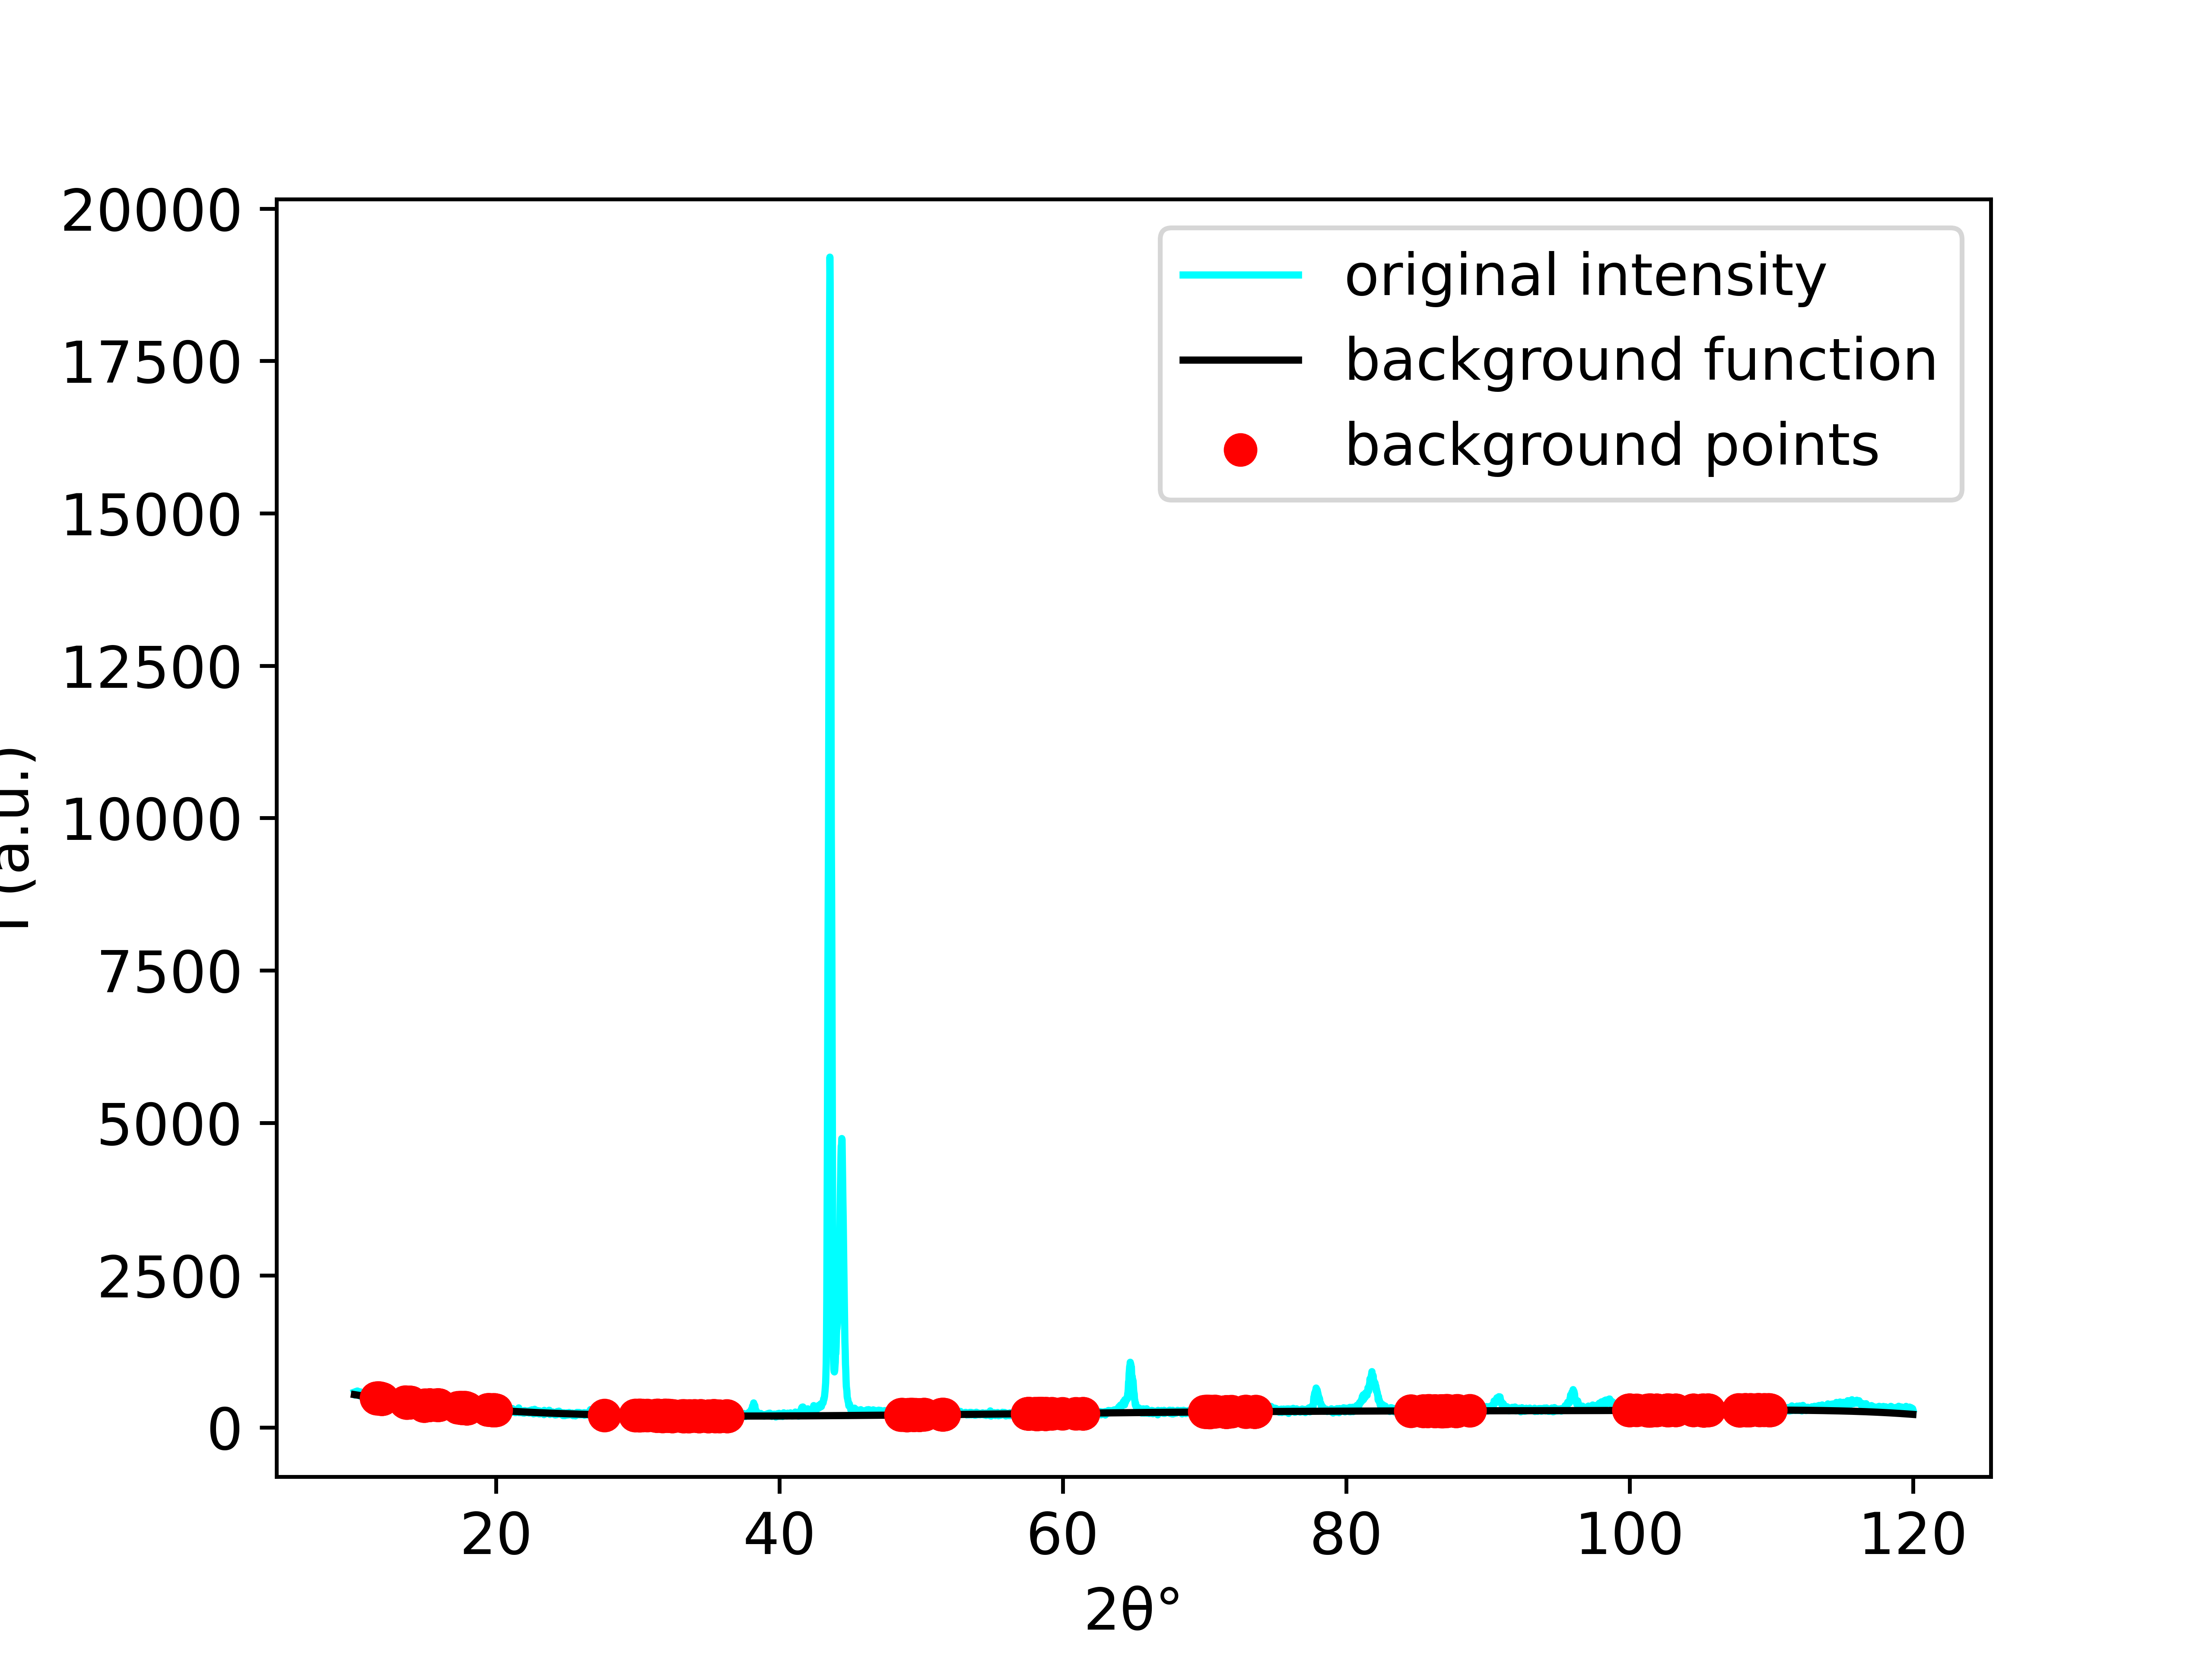 20000
17500
15000
12500
10000
7500
5000
2500
0
(a.u.)
original intensity
background function
background points
20 40 60 80 100 120
2θ°